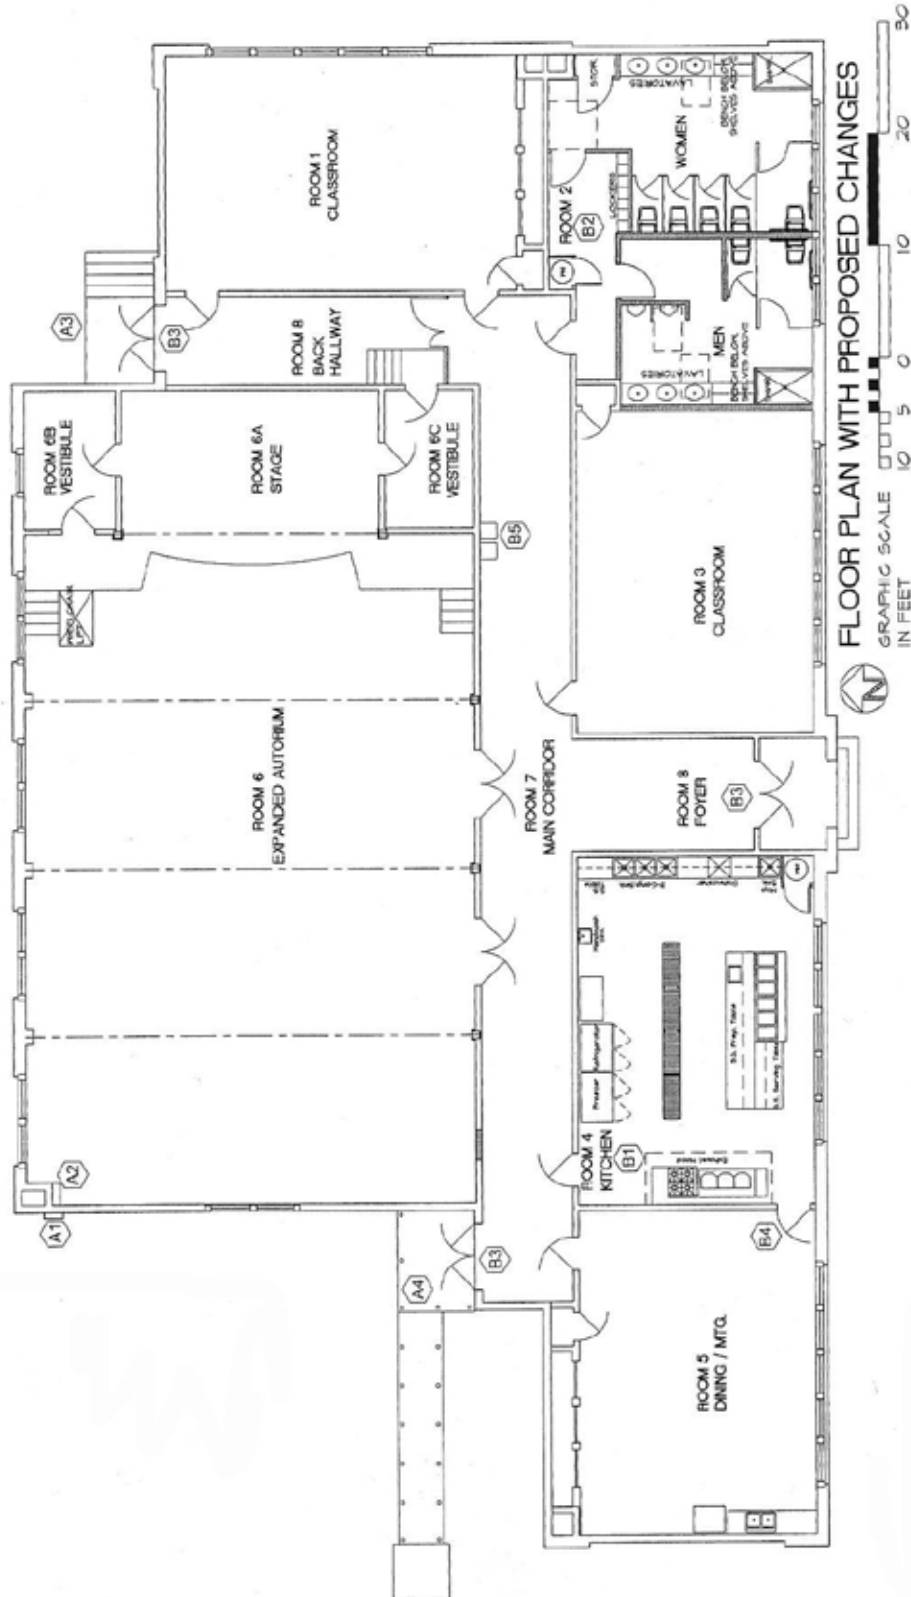 A3
B3
ROOM 1
CLASSROOM
STOR.
LAVATORIES
BENCH BELOW,
SHELVES ABOVE
WOMEN
ROOM 2
B2
LOCKERS
ROOM 6B
VESTIBULE
ROOM 6A
STAGE
ROOM 8
BACK
HALLWAY
ROOM 6C
VESTIBULE
B5
MEN
LAVATORIES
BENCH BELOW,
SHELVES ABOVE
LIFT
ROOM 6
EXPANDED AUTORIUM
ROOM 7
MAIN CORRIDOR
ROOM 3
CLASSROOM
ROOM 8
FOYER
B3
A2
A1
A4
B3
ROOM 4
KITCHEN
B1
Freezer
Refrigerator
Handwash
Dishwasher
S.S. Prep. Table
S.S. Serving Table
Exhaust Hood
B4
ROOM 5
DINING / MTG.
N
FLOOR PLAN WITH PROPOSED CHANGES
GRAPHIC SCALE
IN FEET
10 5 0 10 20 30